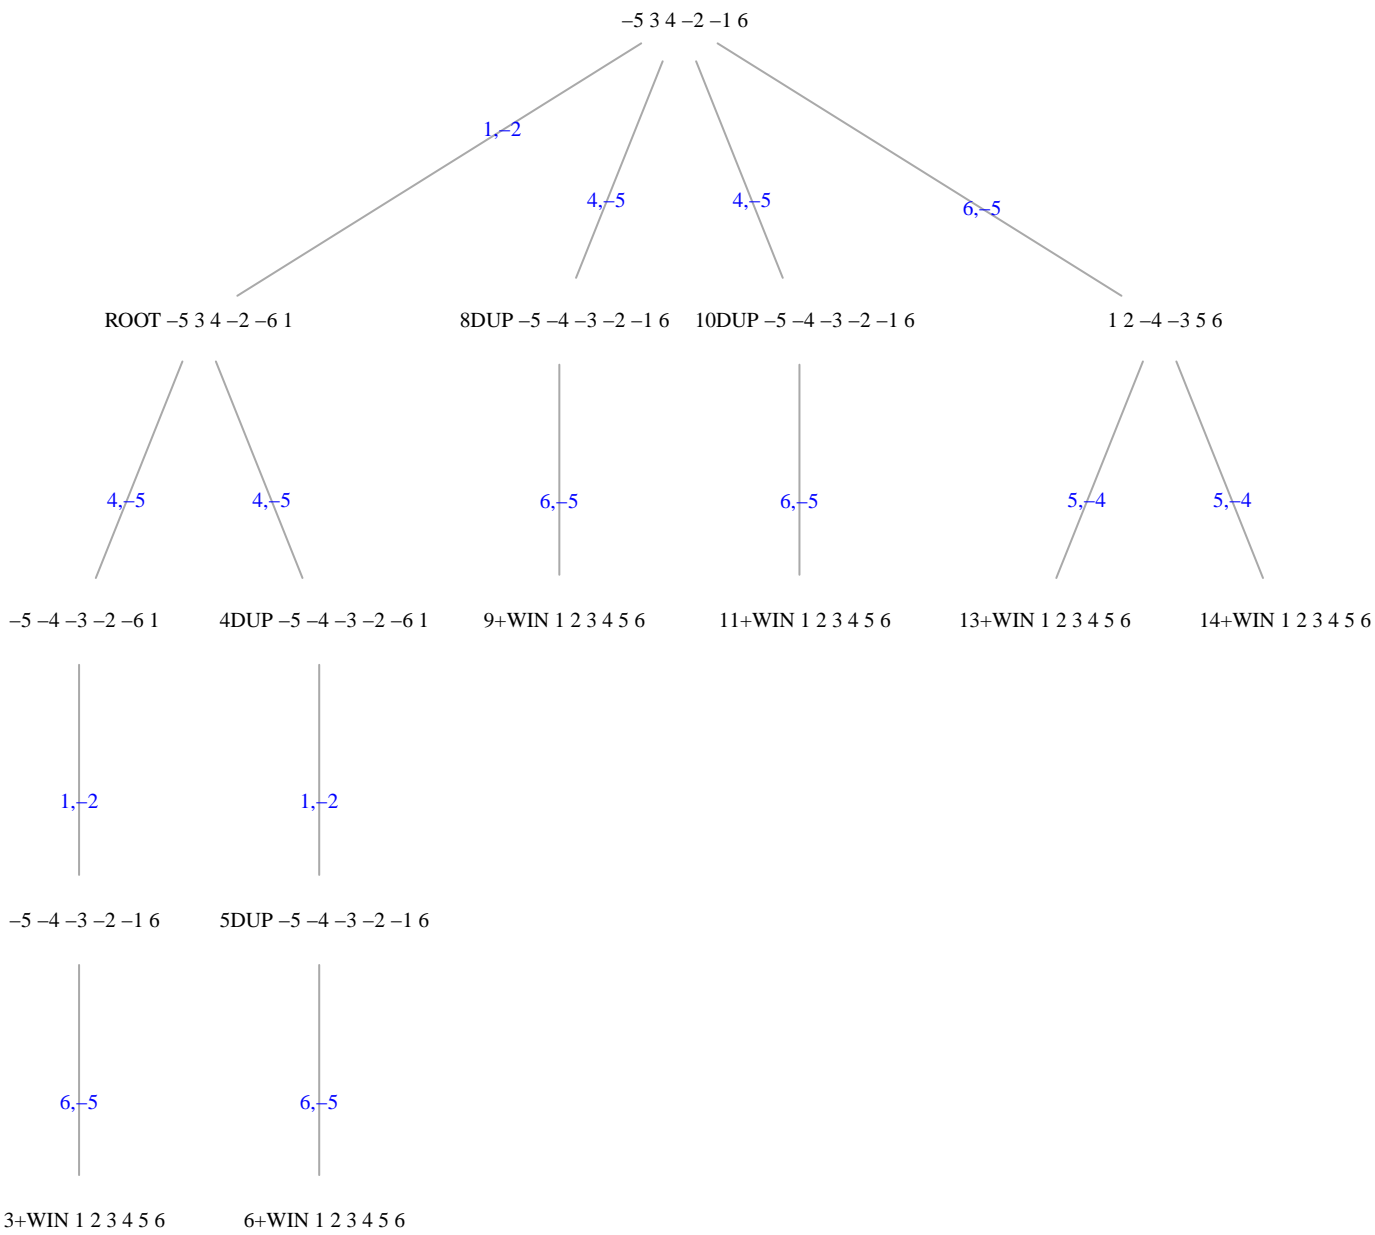 –5 3 4 –2 –1 6
1,–2
4,–5 4,–5
6,–5
ROOT –5 3 4 –2 –6 1 8DUP –5 –4 –3 –2 –1 6 10DUP –5 –4 –3 –2 –1 6 1 2 –4 –3 5 6
4,–5 4,–5 6,–5 6,–5 5,–4 5,–4
–5 –4 –3 –2 –6 1 4DUP –5 –4 –3 –2 –6 1 9+WIN 1 2 3 4 5 6 11+WIN 1 2 3 4 5 6 13+WIN 1 2 3 4 5 6 14+WIN 1 2 3 4 5 6
1,–2 1,–2
–5 –4 –3 –2 –1 6 5DUP –5 –4 –3 –2 –1 6
6,–5 6,–5
3+WIN 1 2 3 4 5 6 6+WIN 1 2 3 4 5 6